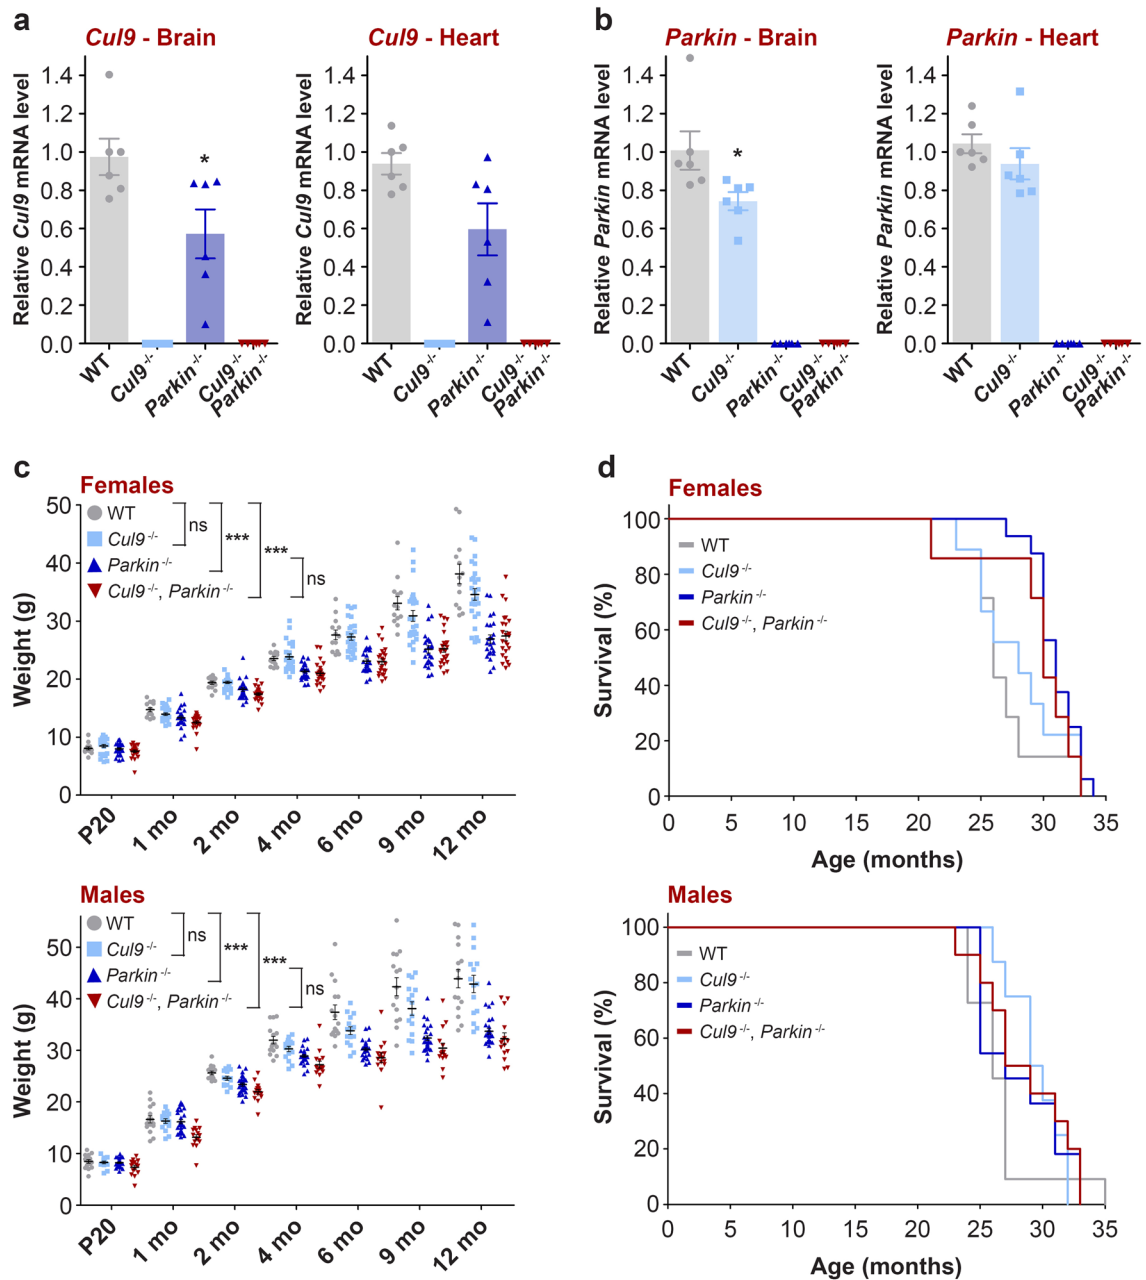 a
Cul9 - Brain
Relative Cul9 mRNA level
1.4
1.2
1.0
0.8
0.6
0.4
0.2
0.0
*
WT
Cul9-/-
Parkin-/-
Cul9-/-
Parkin-/-
Cul9 - Heart
Relative Cul9 mRNA level
1.4
1.2
1.0
0.8
0.6
0.4
0.2
0.0
WT
Cul9-/-
Parkin-/-
Cul9-/-
Parkin-/-
b
Parkin - Brain
Relative Parkin mRNA level
1.4
1.2
1.0
0.8
0.6
0.4
0.2
0.0
*
WT
Cul9-/-
Parkin-/-
Cul9-/-
Parkin-/-
Parkin - Heart
Relative Parkin mRNA level
1.4
1.2
1.0
0.8
0.6
0.4
0.2
0.0
WT
Cul9-/-
Parkin-/-
Cul9-/-
Parkin-/-
c
Females
Weight (g)
50
40
30
20
10
0
WT
Cul9-/-
Parkin-/-
Cul9-/-, Parkin-/-
ns
***
***
ns
P20
1 mo
2 mo
4 mo
6 mo
9 mo
12 mo
Males
Weight (g)
50
40
30
20
10
0
WT
Cul9-/-
Parkin-/-
Cul9-/-, Parkin-/-
ns
***
***
ns
P20
1 mo
2 mo
4 mo
6 mo
9 mo
12 mo
d
Females
Survival (%)
100
80
60
40
20
0
WT
Cul9-/-
Parkin-/-
Cul9-/-, Parkin-/-
0 5 10 15 20 25 30 35
Age (months)
Males
Survival (%)
100
80
60
40
20
0
WT
Cul9-/-
Parkin-/-
Cul9-/-, Parkin-/-
0 5 10 15 20 25 30 35
Age (months)